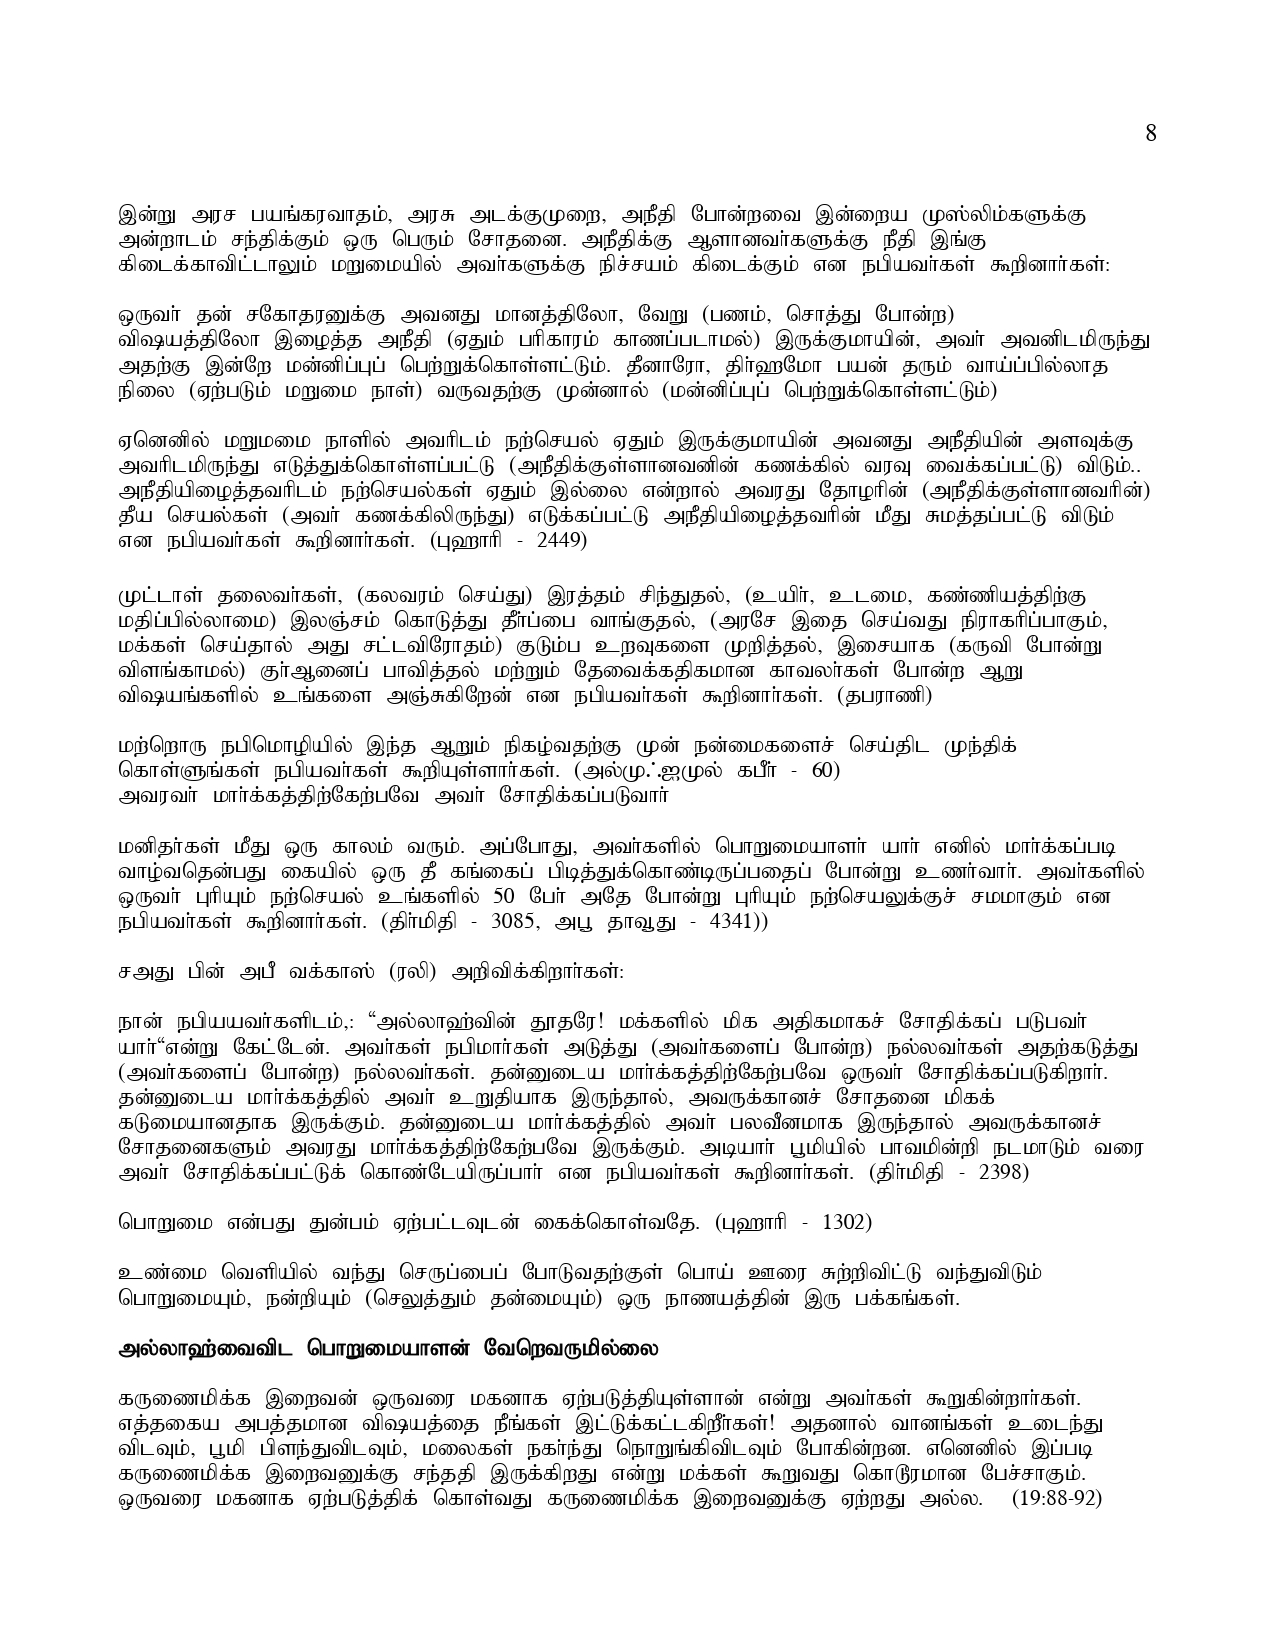 8
இன்று அரச பயங்கரவாதம், அரசு அடக்குமுறை, அநீதி போன்றவை இன்றைய முஸ்லிம்களுக்கு
அன்றாடம் சந்திக்கும் ஒரு பெரும் சோதனை. அநீதிக்கு ஆளானவர்களுக்கு நீதி இங்கு
கிடைக்காவிட்டாலும் மறுமையில் அவர்களுக்கு நிச்சயம் கிடைக்கும் என நபியவர்கள் கூறினார்கள்:
ஒருவர் தன் சகோதரனுக்கு அவனது மானத்திலோ, வேறு (பணம், சொத்து போன்ற)
விஷயத்திலோ இழைத்த அநீதி (ஏதும் பரிகாரம் காணப்படாமல்) இருக்குமாயின், அவர் அவனிடமிருந்து
அதற்கு இன்றே மன்னிப்புப் பெற்றுக்கொள்ளட்டும். தீனாரோ, திர்ஹமோ பயன் தரும் வாய்ப்பில்லாத
நிலை (ஏற்படும் மறுமை நாள்) வருவதற்கு முன்னால் (மன்னிப்புப் பெற்றுக்கொள்ளட்டும்)
ஏனெனில் மறுமமை நாளில் அவரிடம் நற்செயல் ஏதும் இருக்குமாயின் அவனது அநீதியின் அளவுக்கு
அவரிடமிருந்து எடுத்துக்கொள்ளப்பட்டு (அநீதிக்குள்ளானவனின் கணக்கில் வரவு வைக்கப்பட்டு) விடும்..
அநீதியிழைத்தவரிடம் நற்செயல்கள் ஏதும் இல்லை என்றால் அவரது தோழரின் (அநீதிக்குள்ளானவரின்)
தீய செயல்கள் (அவர் கணக்கிலிருந்து) எடுக்கப்பட்டு அநீதியிழைத்தவரின் மீது சுமத்தப்பட்டு விடும்
என நபியவர்கள் கூறினார்கள். (புஹாரி - 2449)
முட்டாள் தலைவர்கள், (கலவரம் செய்து) இரத்தம் சிந்துதல், (உயிர், உடமை, கண்ணியத்திற்கு
மதிப்பில்லாமை) இலஞ்சம் கொடுத்து தீர்ப்பை வாங்குதல், (அரசே இதை செய்வது நிராகரிப்பாகும்,
மக்கள் செய்தால் அது சட்டவிரோதம்) குடும்ப உறவுகளை முறித்தல், இசையாக (கருவி போன்று
விளங்காமல்) குர்ஆனைப் பாவித்தல் மற்றும் தேவைக்கதிகமான காவலர்கள் போன்ற ஆறு
விஷயங்களில் உங்களை அஞ்சுகிறேன் என நபியவர்கள் கூறினார்கள். (தபராணி)
மற்றொரு நபிமொழியில் இந்த ஆறும் நிகழ்வதற்கு முன் நன்மைகளைச் செய்திட முந்திக்
கொள்ளுங்கள் நபியவர்கள் கூறியுள்ளார்கள். (அல்முஃஐமுல் கபீர் - 60)
அவரவர் மார்க்கத்திற்கேற்பவே அவர் சோதிக்கப்படுவார்
மனிதர்கள் மீது ஒரு காலம் வரும். அப்போது, அவர்களில் பொறுமையாளர் யார் எனில் மார்க்கப்படி
வாழ்வதென்பது கையில் ஒரு தீ கங்கைப் பிடித்துக்கொண்டிருப்பதைப் போன்று உணர்வார். அவர்களில்
ஒருவர் புரியும் நற்செயல் உங்களில் 50 பேர் அதே போன்று புரியும் நற்செயலுக்குச் சமமாகும் என
நபியவர்கள் கூறினார்கள். (திர்மிதி - 3085, அபூ தாவூது - 4341))
சஅது பின் அபீ வக்காஸ் (ரலி) அறிவிக்கிறார்கள்:
நான் நபியயவர்களிடம்,: “அல்லாஹ்வின் தூதரே! மக்களில் மிக அதிகமாகச் சோதிக்கப் படுபவர்
யார்“என்று கேட்டேன். அவர்கள் நபிமார்கள் அடுத்து (அவர்களைப் போன்ற) நல்லவர்கள் அதற்கடுத்து
(அவர்களைப் போன்ற) நல்லவர்கள். தன்னுடைய மார்க்கத்திற்கேற்பவே ஒருவர் சோதிக்கப்படுகிறார்.
தன்னுடைய மார்க்கத்தில் அவர் உறுதியாக இருந்தால், அவருக்கானச் சோதனை மிகக்
கடுமையானதாக இருக்கும். தன்னுடைய மார்க்கத்தில் அவர் பலவீனமாக இருந்தால் அவருக்கானச்
சோதனைகளும் அவரது மார்க்கத்திற்கேற்பவே இருக்கும். அடியார் பூமியில் பாவமின்றி நடமாடும் வரை
அவர் சோதிக்கப்பட்டுக் கொண்டேயிருப்பார் என நபியவர்கள் கூறினார்கள். (திர்மிதி - 2398)
பொறுமை என்பது துன்பம் ஏற்பட்டவுடன் கைக்கொள்வதே. (புஹாரி - 1302)
உண்மை வெளியில் வந்து செருப்பைப் போடுவதற்குள் பொய் ஊரை சுற்றிவிட்டு வந்துவிடும்
பொறுமையும், நன்றியும் (செலுத்தும் தன்மையும்) ஒரு நாணயத்தின் இரு பக்கங்கள்.
அல்லாஹ்வைவிட பொறுமையாளன் வேறெவருமில்லை
கருணைமிக்க இறைவன் ஒருவரை மகனாக ஏற்படுத்தியுள்ளான் என்று அவர்கள் கூறுகின்றார்கள்.
எத்தகைய அபத்தமான விஷயத்தை நீங்கள் இட்டுக்கட்டகிறீர்கள்! அதனால் வானங்கள் உடைந்து
விடவும், பூமி பிளந்துவிடவும், மலைகள் நகர்ந்து நொறுங்கிவிடவும் போகின்றன. எனெனில் இப்படி
கருணைமிக்க இறைவனுக்கு சந்ததி இருக்கிறது என்று மக்கள் கூறுவது கொடூரமான பேச்சாகும்.
ஒருவரை மகனாக ஏற்படுத்திக் கொள்வது கருணைமிக்க இறைவனுக்கு ஏற்றது அல்ல. (19:88-92)